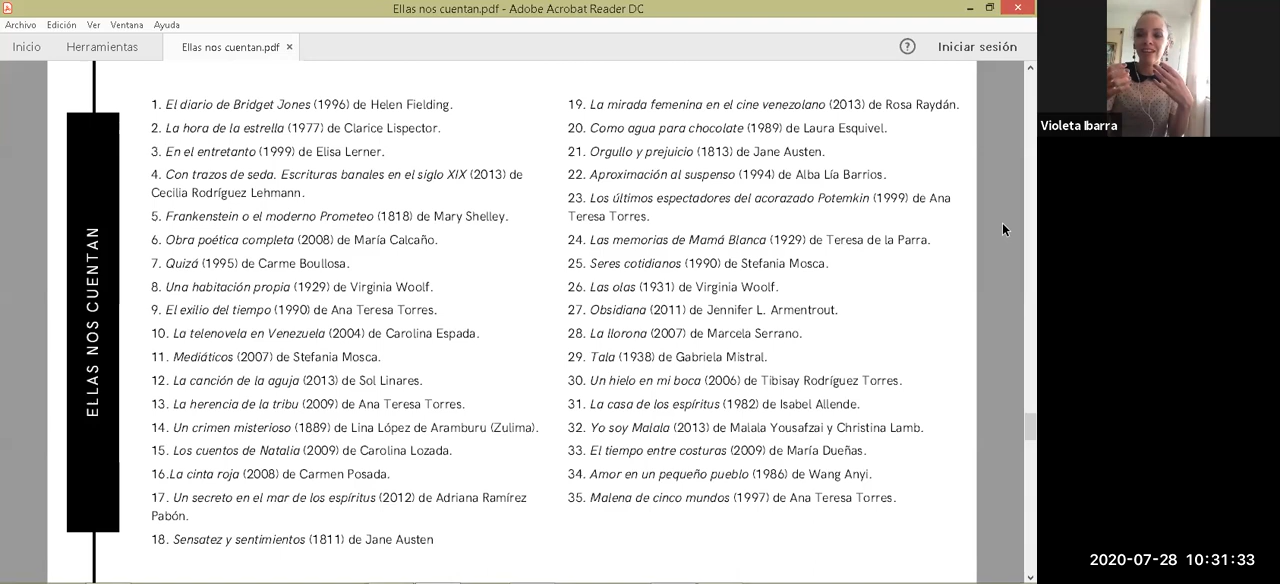 Ellas nos cuentan.pdf - Adobe Acrobat Reader DC
Archivo Edición Ver Ventana Ayuda
Inicio Herramientas Ellas nos cuentan.pdf × ? Iniciar sesión
ELLAS NOS CUENTAN
1. El diario de Bridget Jones (1996) de Helen Fielding.
2. La hora de la estrella (1977) de Clarice Lispector.
3. En el entretanto (1999) de Elisa Lerner.
4. Con trazos de seda. Escrituras banales en el siglo XIX (2013) de
Cecilia Rodríguez Lehmann.
5. Frankenstein o el moderno Prometeo (1818) de Mary Shelley.
6. Obra poética completa (2008) de María Calcaño.
7. Quizá (1995) de Carme Boullosa.
8. Una habitación propia (1929) de Virginia Woolf.
9. El exilio del tiempo (1990) de Ana Teresa Torres.
10. La telenovela en Venezuela (2004) de Carolina Espada.
11. Mediáticos (2007) de Stefania Mosca.
12. La canción de la aguja (2013) de Sol Linares.
13. La herencia de la tribu (2009) de Ana Teresa Torres.
14. Un crimen misterioso (1889) de Lina López de Aramburu (Zulima).
15. Los cuentos de Natalia (2009) de Carolina Lozada.
16.La cinta roja (2008) de Carmen Posada.
17. Un secreto en el mar de los espíritus (2012) de Adriana Ramírez
Pabón.
18. Sensatez y sentimientos (1811) de Jane Austen
19. La mirada femenina en el cine venezolano (2013) de Rosa Raydán.
20. Como agua para chocolate (1989) de Laura Esquivel.
21. Orgullo y prejuicio (1813) de Jane Austen.
22. Aproximación al suspenso (1994) de Alba Lía Barrios.
23. Los últimos espectadores del acorazado Potemkin (1999) de Ana
Teresa Torres.
24. Las memorias de Mamá Blanca (1929) de Teresa de la Parra.
25. Seres cotidianos (1990) de Stefania Mosca.
26. Las olas (1931) de Virginia Woolf.
27. Obsidiana (2011) de Jennifer L. Armentrout.
28. La llorona (2007) de Marcela Serrano.
29. Tala (1938) de Gabriela Mistral.
30. Un hielo en mi boca (2006) de Tibisay Rodríguez Torres.
31. La casa de los espíritus (1982) de Isabel Allende.
32. Yo soy Malala (2013) de Malala Yousafzai y Christina Lamb.
33. El tiempo entre costuras (2009) de María Dueñas.
34. Amor en un pequeño pueblo (1986) de Wang Anyi.
35. Malena de cinco mundos (1997) de Ana Teresa Torres.
Violeta Ibarra
2020-07-28 10:31:33